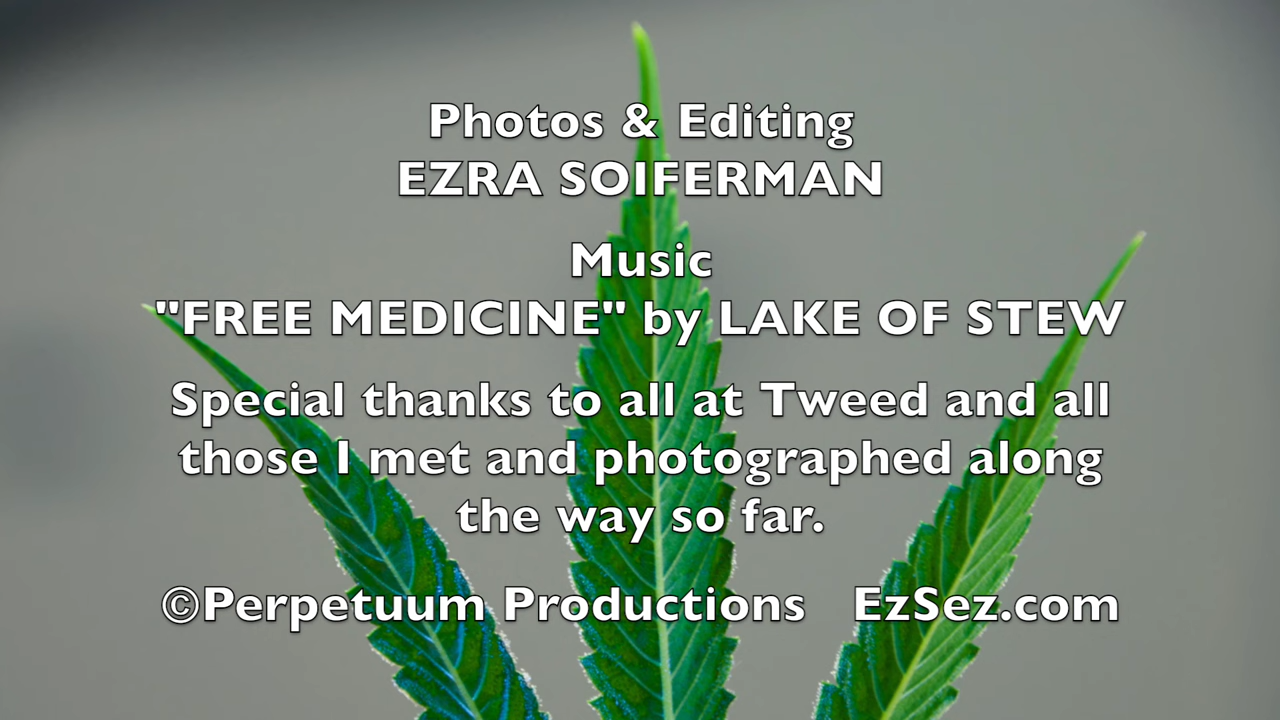 Photos & Editing
EZRA SOIFERMAN
Music
"FREE MEDICINE" by LAKE OF STEW
Special thanks to all at Tweed and all
those I met and photographed along
the way so far.
©Perpetuum Productions EzSez.com